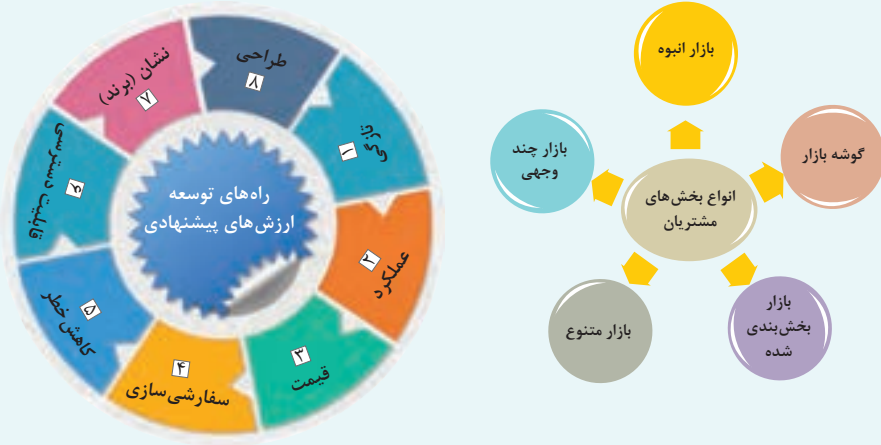 انواع بخش‌های
مشتریان
بازار انبوه
گوشه بازار
بازار
بخش‌بندی
شده
بازار متنوع
بازار چند
وجهی
راه‌های توسعه
ارزش‌های پیشنهادی
۱
تازگی
۲
عملکرد
۳
قیمت
۴
سفارشی‌سازی
۵
کاهش خطر
۶
قابلیت دسترسی
نشان (برند)
۷
طراحی
۸